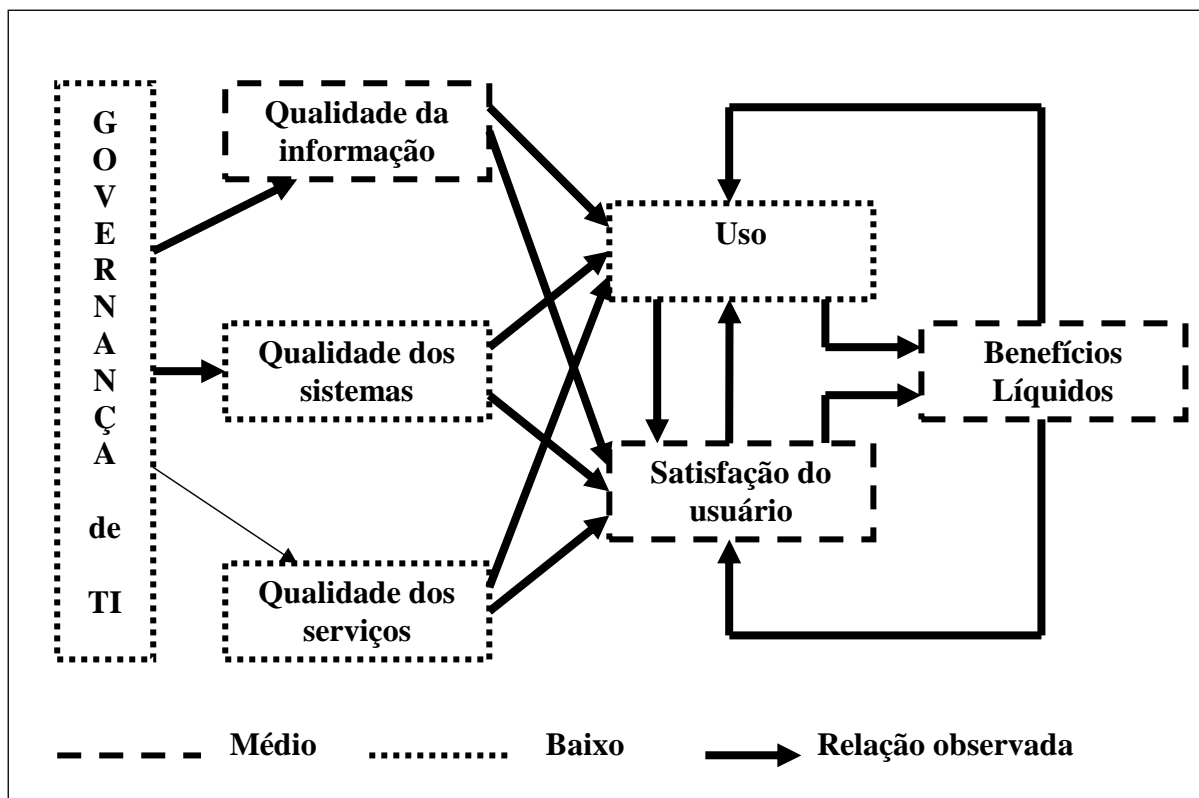 G
O
V
E
R
N
A
N
Ç
A
de
TI
Qualidade da
informação
Qualidade dos
sistemas
Qualidade dos
serviços
Uso
Satisfação do
usuário
Benefícios
Líquidos
Médio
Baixo
Relação observada